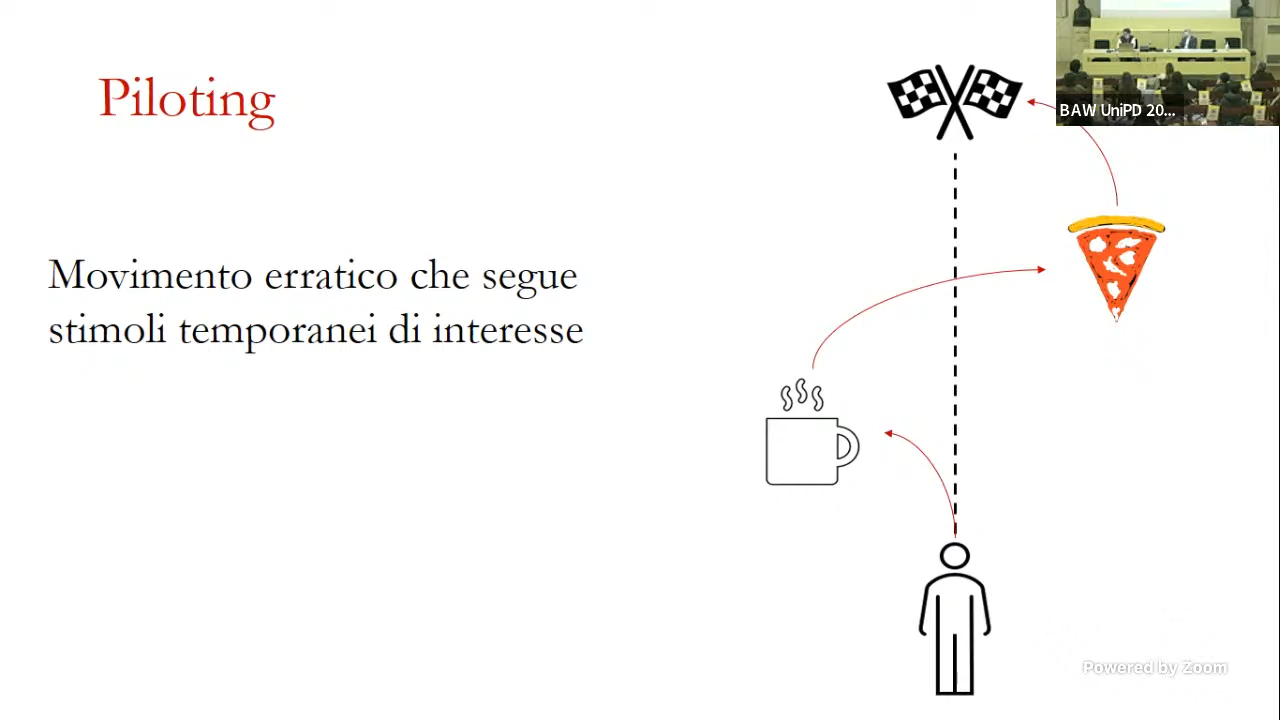 Piloting
BAW UniPD 20...
Movimento erratico che segue
stimoli temporanei di interesse
Powered by Zoom